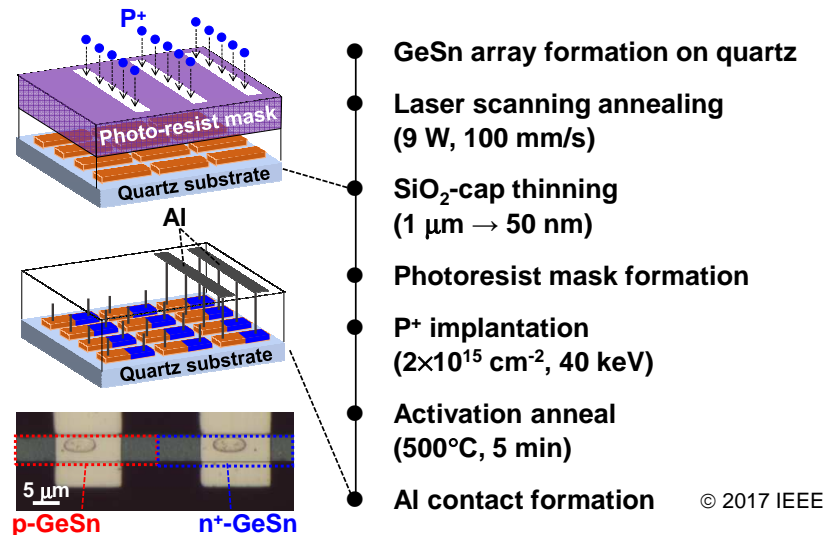 P⁺
Photo-resist mask
Quartz substrate
Al
Quartz substrate
5 μm
p-GeSn
n⁺-GeSn
GeSn array formation on quartz
Laser scanning annealing
(9 W, 100 mm/s)
SiO₂-cap thinning
(1 μm → 50 nm)
Photoresist mask formation
P⁺ implantation
(2×10¹⁵ cm⁻², 40 keV)
Activation anneal
(500°C, 5 min)
Al contact formation
© 2017 IEEE